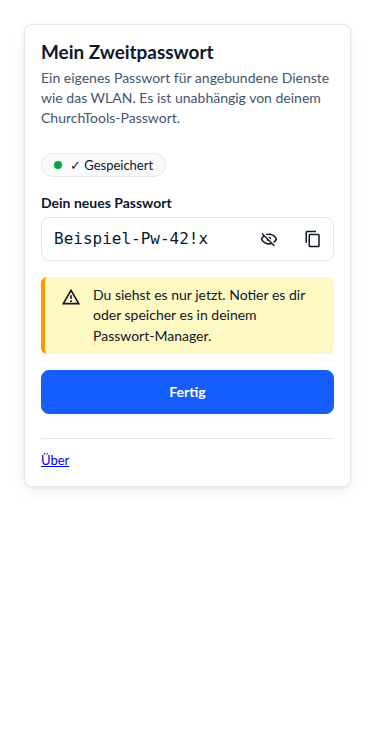 Mein Zweitpasswort
Ein eigenes Passwort für angebundene Dienste
wie das WLAN. Es ist unabhängig von deinem
ChurchTools-Passwort.
✓ Gespeichert
Dein neues Passwort
Beispiel-Pw-42!x
Du siehst es nur jetzt. Notier es dir
oder speicher es in deinem
Passwort-Manager.
Fertig
Über